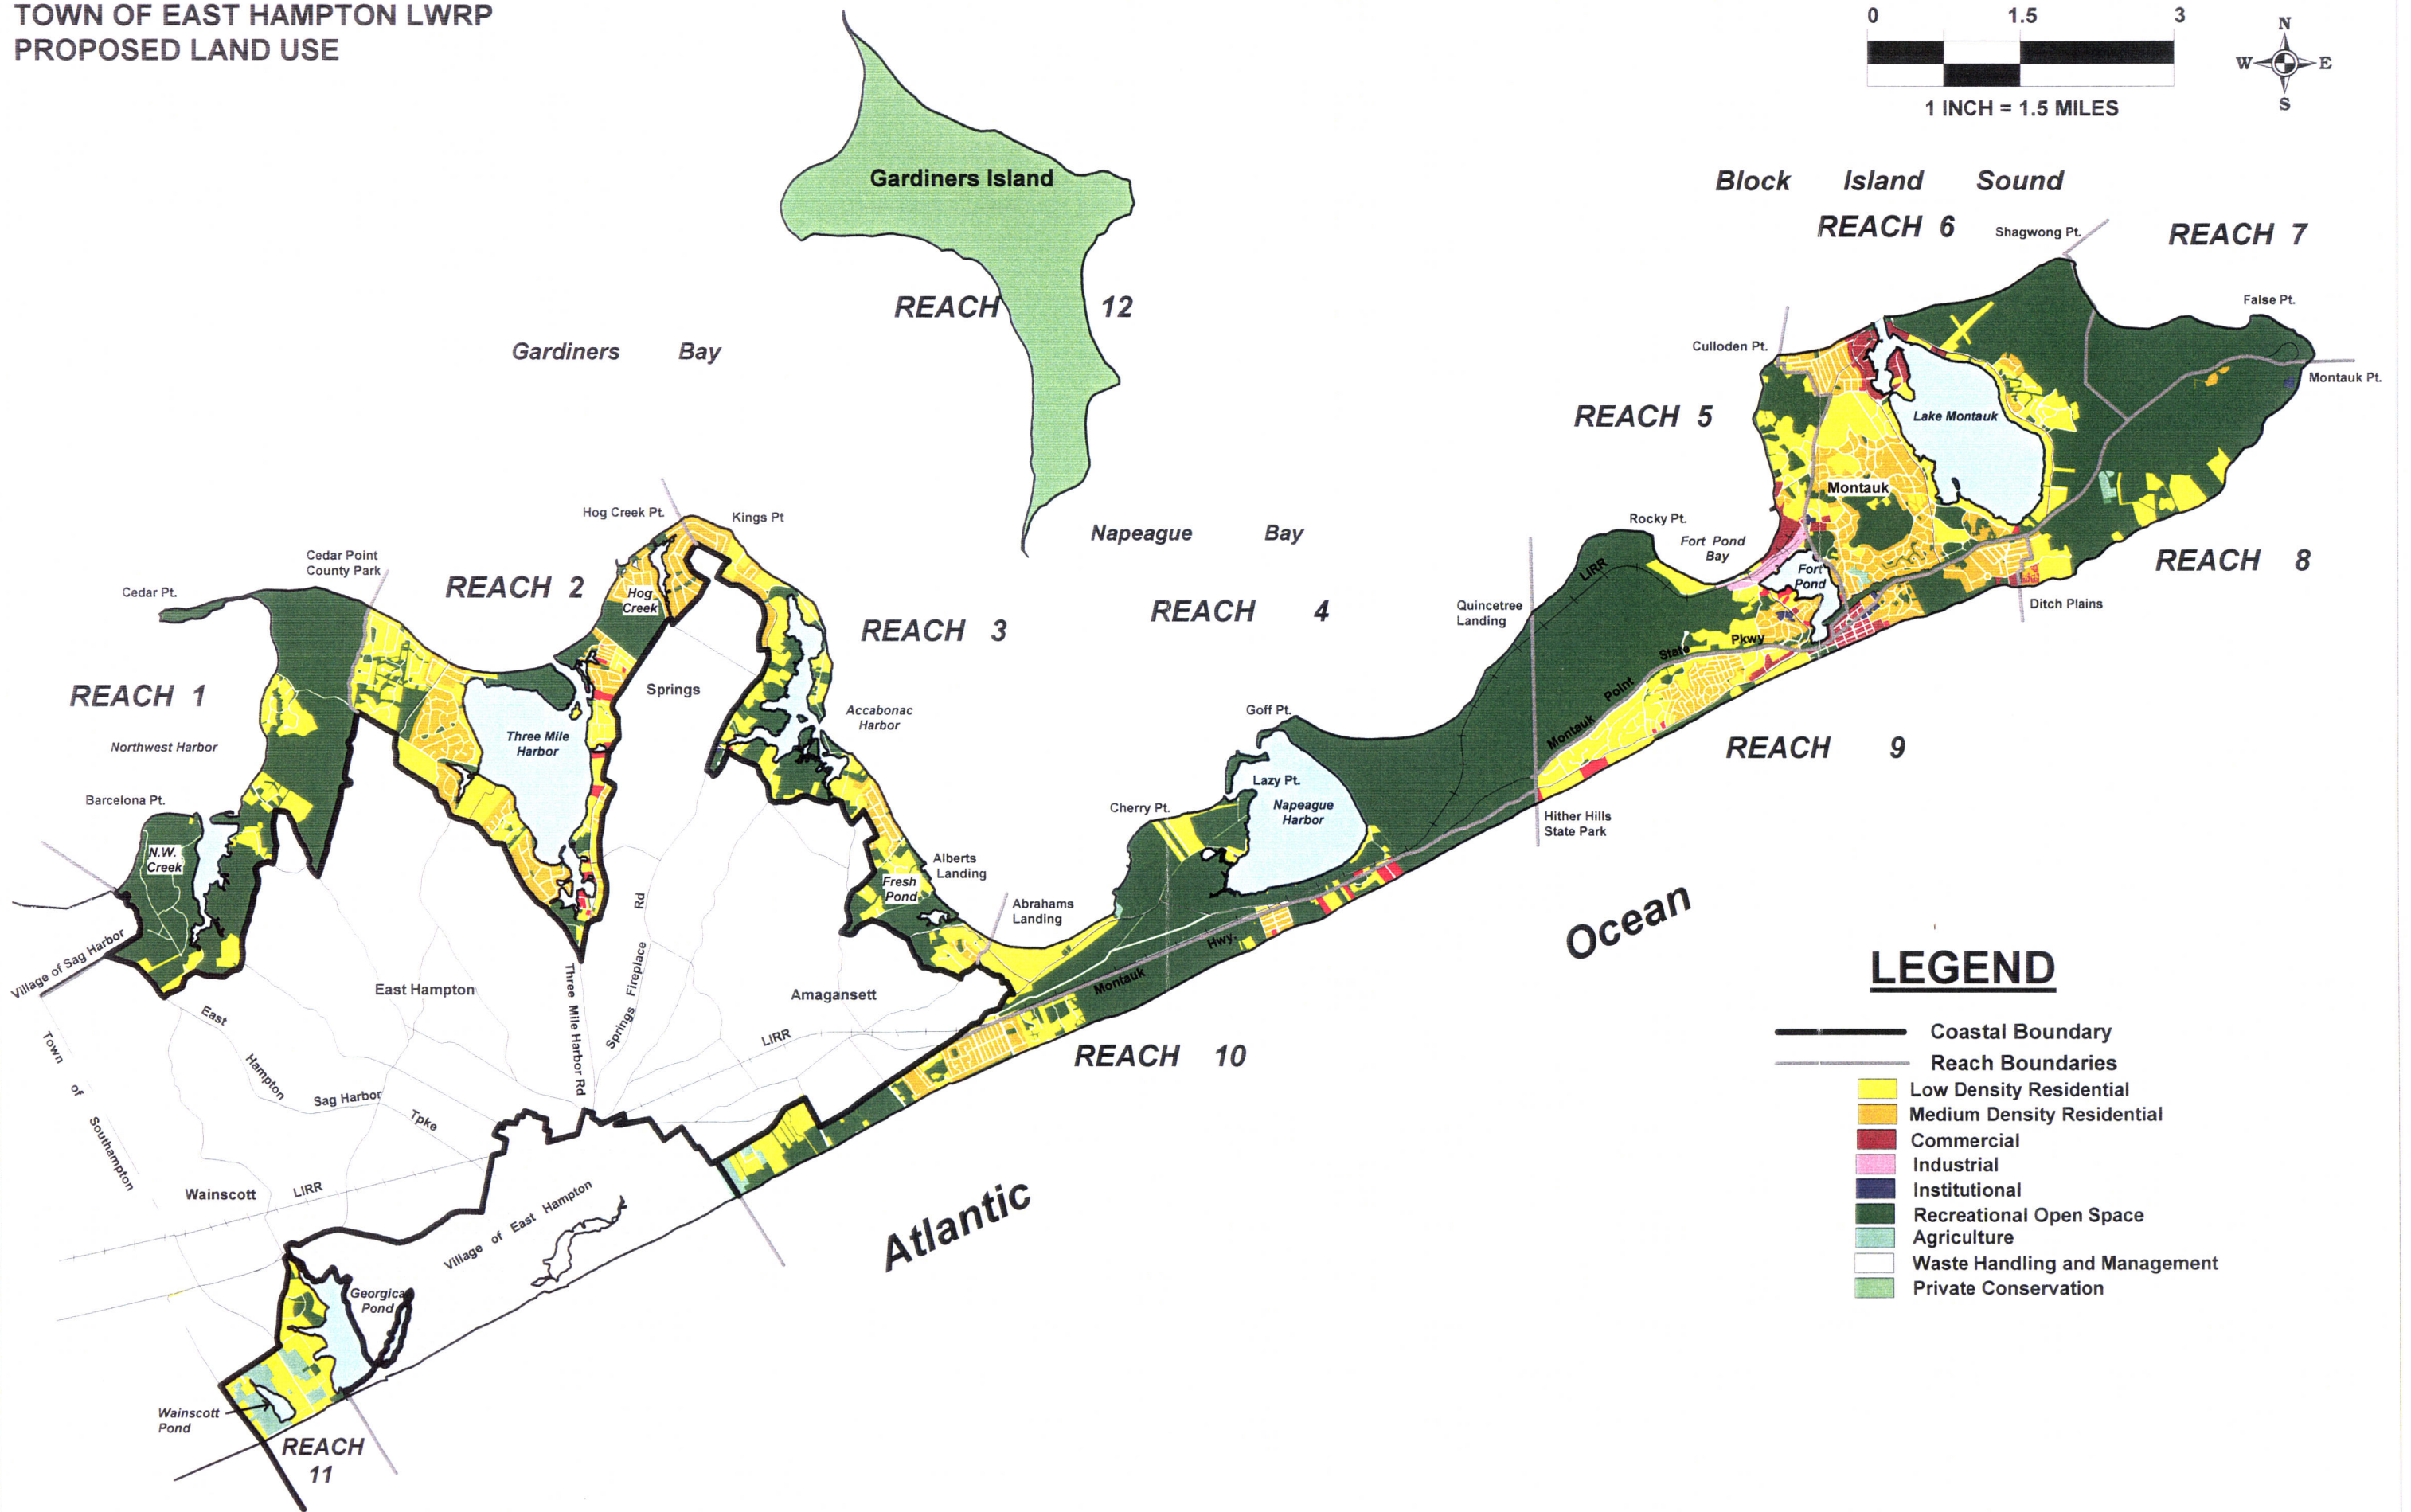 TOWN OF EAST HAMPTON LWRP
PROPOSED LAND USE
0 1.5 3
1 INCH = 1.5 MILES
N
W E
S
Gardiners Island
REACH 12
Gardiners Bay
Block Island Sound
REACH 6
Shagwong Pt.
REACH 7
False Pt.
Montauk Pt.
Culloden Pt.
REACH 5
Lake Montauk
Montauk
Rocky Pt.
Fort Pond
Bay
Fort
Pond
REACH 8
Ditch Plains
Napeague Bay
REACH 4
Quincetree
Landing
LIRR
Montauk Point State Pkwy
REACH 9
Hither Hills
State Park
Hog Creek Pt.
Kings Pt
Cedar Point
County Park
Cedar Pt.
REACH 2
Hog
Creek
REACH 3
REACH 1
Springs
Accabonac
Harbor
Northwest Harbor
Three Mile
Harbor
Goff Pt.
Lazy Pt.
Napeague
Harbor
Cherry Pt.
Barcelona Pt.
N.W.
Creek
Alberts
Landing
Fresh
Pond
Abrahams
Landing
Village of Sag Harbor
East Hampton
Three Mile Harbor Rd
Springs Fireplace Rd
Amagansett
LIRR
Montauk Hwy.
REACH 10
Town of Southampton
East Hampton Sag Harbor Tpke
Wainscott
LIRR
Village of East Hampton
Atlantic Ocean
Georgica
Pond
Wainscott
Pond
REACH
11
LEGEND
Coastal Boundary
Reach Boundaries
Low Density Residential
Medium Density Residential
Commercial
Industrial
Institutional
Recreational Open Space
Agriculture
Waste Handling and Management
Private Conservation